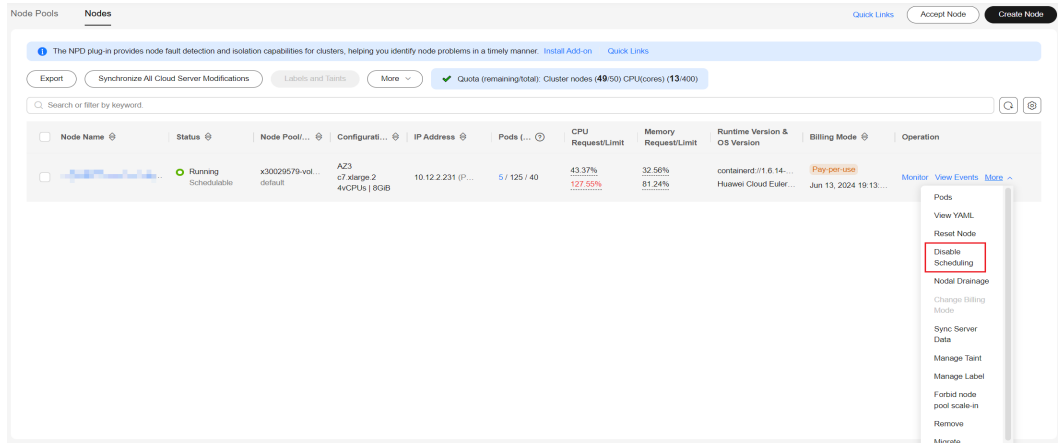 Node Pools Nodes Quick Links Accept Node Create Node
The NPD plug-in provides node fault detection and isolation capabilities for clusters, helping you identify node problems in a timely manner. Install Add-on Quick Links
Export Synchronize All Cloud Server Modifications Labels and Taints More Quota (remaining/total): Cluster nodes (49/50) CPU(cores) (13/400)
Search or filter by keyword.
Node Name Status Node Pool/... Configurati... IP Address Pods (... CPU Request/Limit Memory Request/Limit Runtime Version & OS Version Billing Mode Operation
Running x30029579-vol... AZ3 10.12.2.231 (P... 5 / 125 / 40 43.37% 32.56% containerd://1.6.14-... Pay-per-use Monitor View Events More
Schedulable default c7.xlarge.2 127.55% 81.24% Huawei Cloud Euler... Jun 13, 2024 19:13:...
4vCPUs | 8GiB
Pods
View YAML
Reset Node
Disable
Scheduling
Nodal Drainage
Change Billing
Mode
Sync Server
Data
Manage Taint
Manage Label
Forbid node
pool scale-in
Remove
Migrate